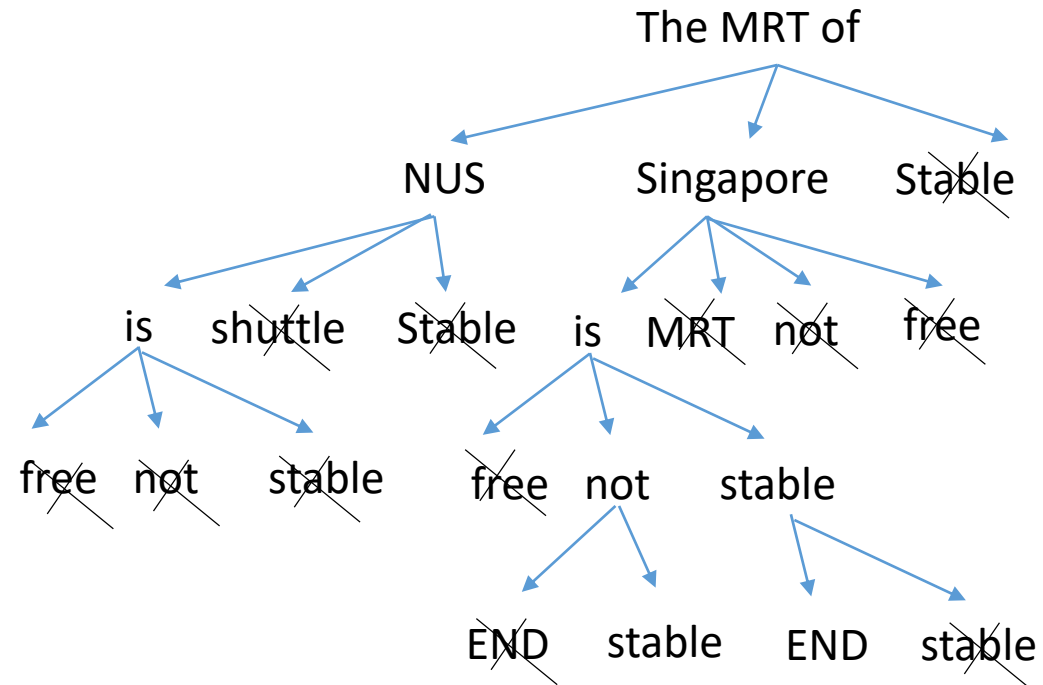 The MRT of
NUS Singapore Stable
is shuttle Stable is MRT not free
free not stable free not stable
END stable END stable